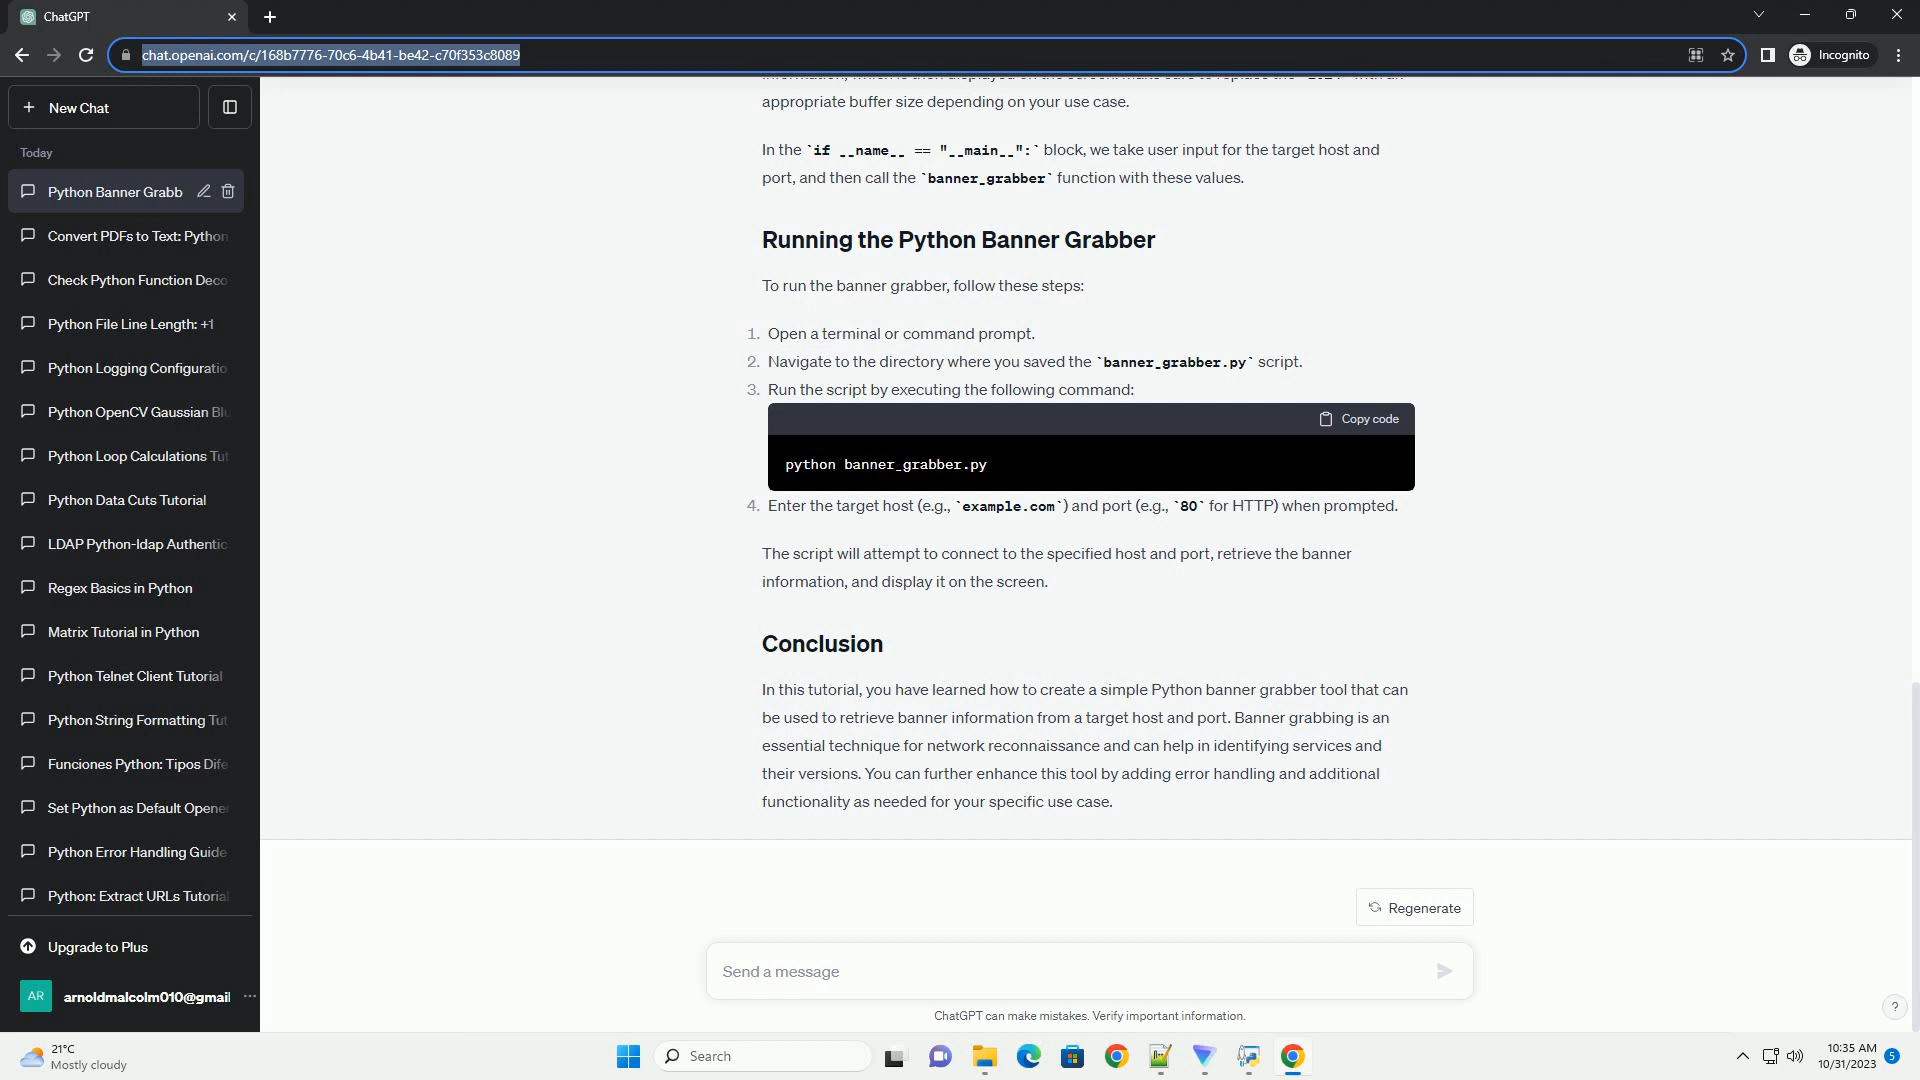 ChatGPT
chat.openai.com/c/168b7776-70c6-4b41-be42-c70f353c8089
Incognito
New Chat
Today
Python Banner Grabb
Convert PDFs to Text: Python
Check Python Function Deco
Python File Line Length: +1
Python Logging Configuratio
Python OpenCV Gaussian Blu
Python Loop Calculations Tut
Python Data Cuts Tutorial
LDAP Python-ldap Authentic
Regex Basics in Python
Matrix Tutorial in Python
Python Telnet Client Tutorial
Python String Formatting Tut
Funciones Python: Tipos Dife
Set Python as Default Opene
Python Error Handling Guide
Python: Extract URLs Tutorial
Upgrade to Plus
AR arnoldmalcolm010@gmail
appropriate buffer size depending on your use case.
In the `if __name__ == "__main__":` block, we take user input for the target host and
port, and then call the `banner_grabber` function with these values.
Running the Python Banner Grabber
To run the banner grabber, follow these steps:
1. Open a terminal or command prompt.
2. Navigate to the directory where you saved the `banner_grabber.py` script.
3. Run the script by executing the following command:
Copy code
python banner_grabber.py
4. Enter the target host (e.g., `example.com`) and port (e.g., `80` for HTTP) when prompted.
The script will attempt to connect to the specified host and port, retrieve the banner
information, and display it on the screen.
Conclusion
In this tutorial, you have learned how to create a simple Python banner grabber tool that can
be used to retrieve banner information from a target host and port. Banner grabbing is an
essential technique for network reconnaissance and can help in identifying services and
their versions. You can further enhance this tool by adding error handling and additional
functionality as needed for your specific use case.
Regenerate
Send a message
ChatGPT can make mistakes. Verify important information.
?
21°C
Mostly cloudy
Search
10:35 AM
10/31/2023
5